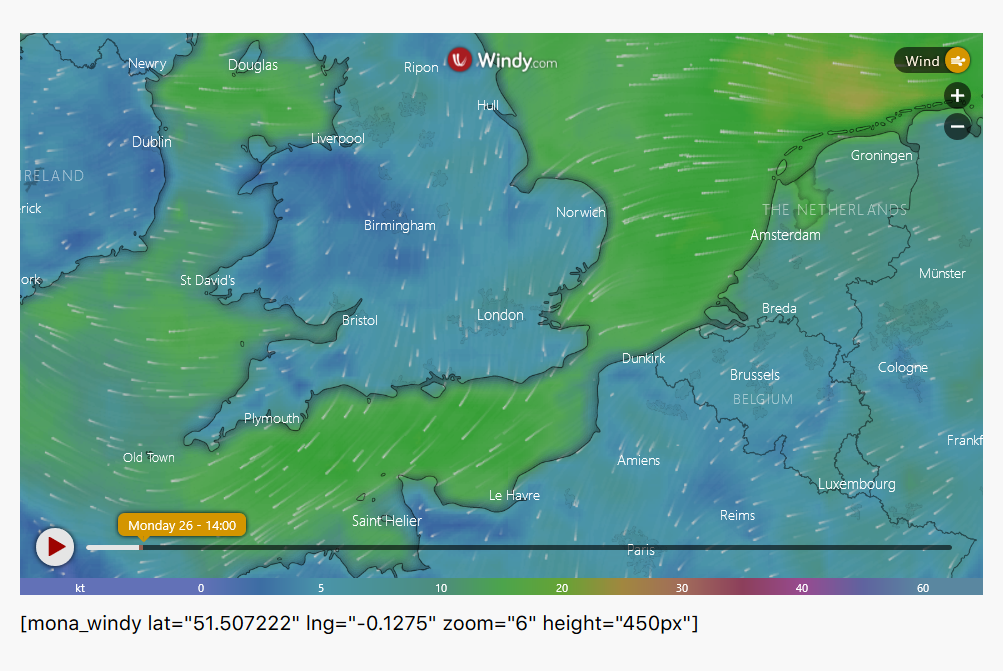 Newry
Douglas
Ripon
Windy.com
Wind
+
−
Hull
Dublin
Liverpool
Groningen
IRELAND
rick
Norwich
THE NETHERLANDS
Birmingham
Amsterdam
ork
St David's
Münster
Bristol
London
Breda
Dunkirk
Cologne
Brussels
BELGIUM
Plymouth
Old Town
Frankf
Amiens
Luxembourg
Le Havre
Saint Helier
Reims
Monday 26 - 14:00
Paris
kt 0 5 10 20 30 40 60
[mona_windy lat="51.507222" lng="-0.1275" zoom="6" height="450px"]